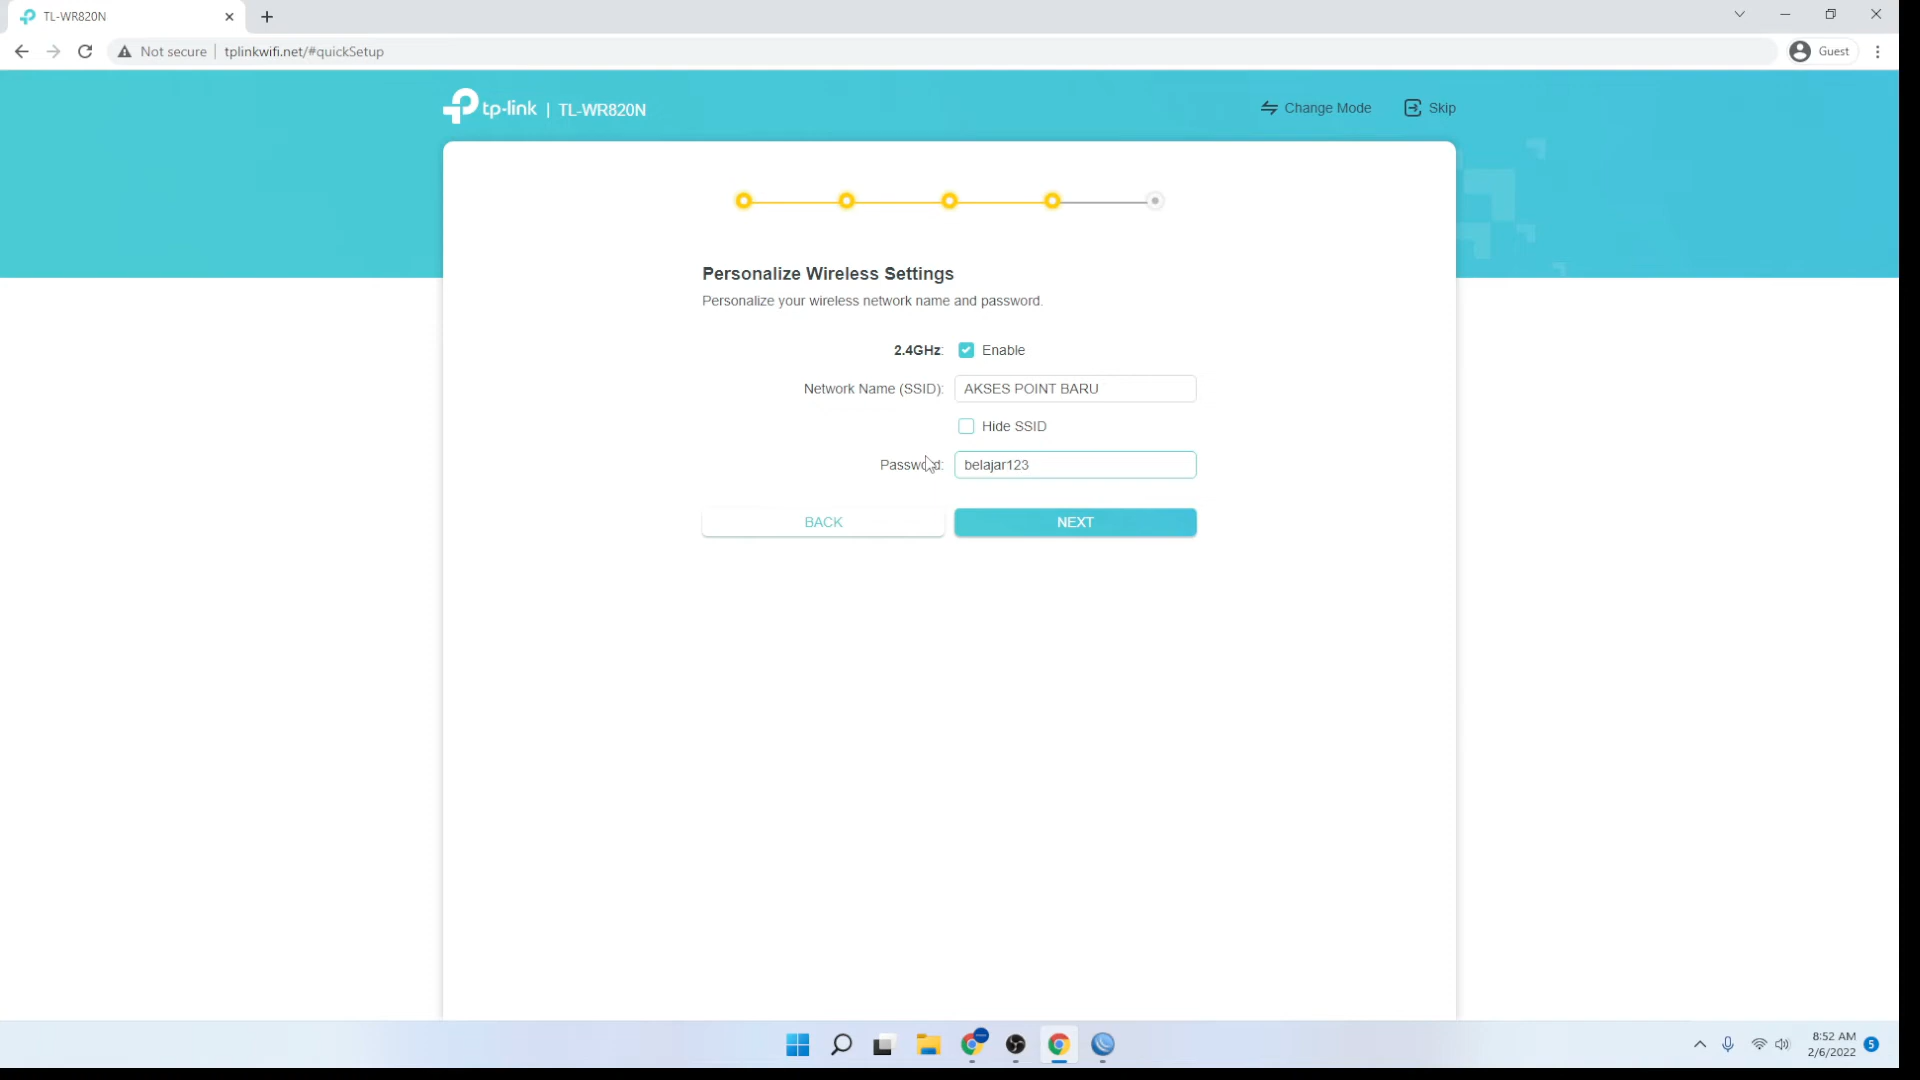 TL-WR820N
Not secure | tplinkwifi.net/#quickSetup
Guest
tp-link | TL-WR820N
Change Mode
Skip
Personalize Wireless Settings
Personalize your wireless network name and password.
2.4GHz: Enable
Network Name (SSID): AKSES POINT BARU
Hide SSID
Password: belajar123
BACK
NEXT
8:52 AM
2/6/2022
5